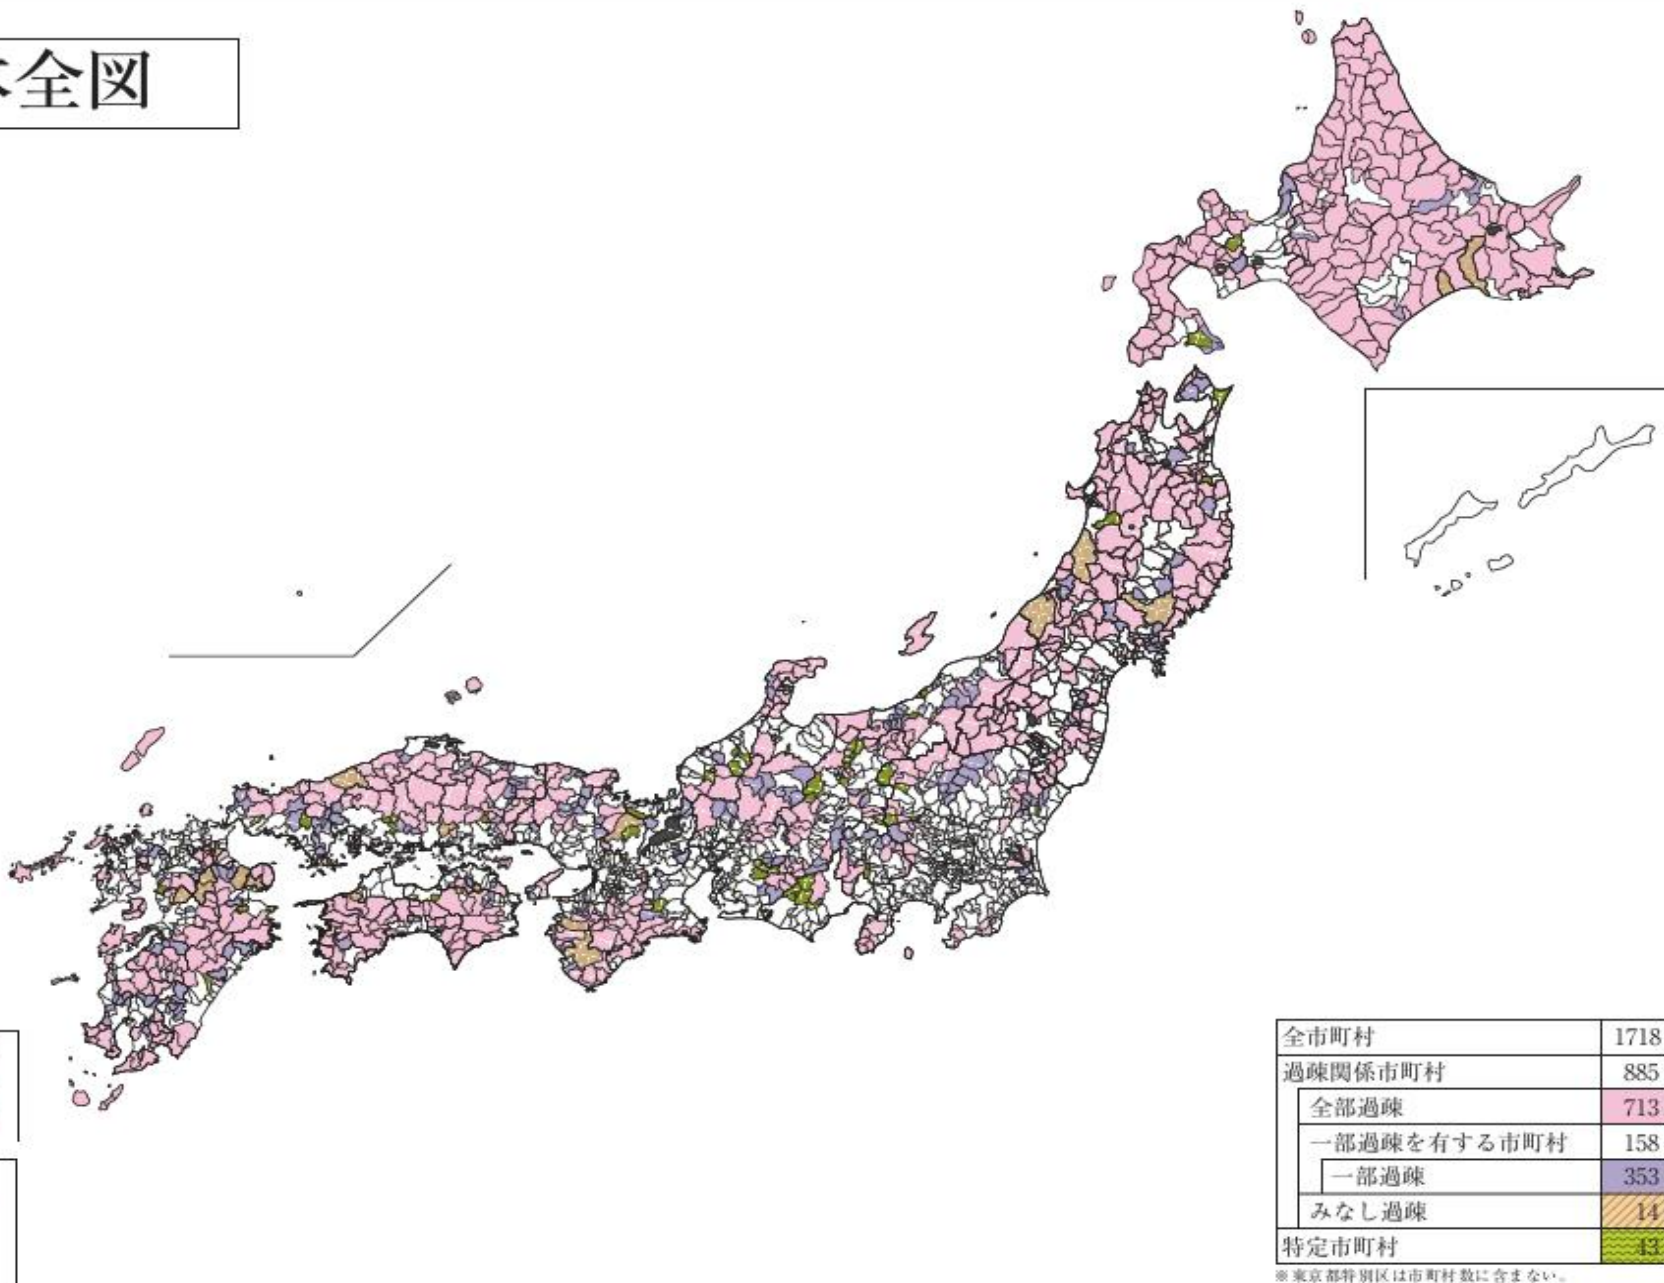 本全図
全市町村 1718
過疎関係市町村 885
全部過疎 713
一部過疎を有する市町村 158
一部過疎 353
みなし過疎 14
特定市町村 43
※東京都特別区は市町村数に含まない。